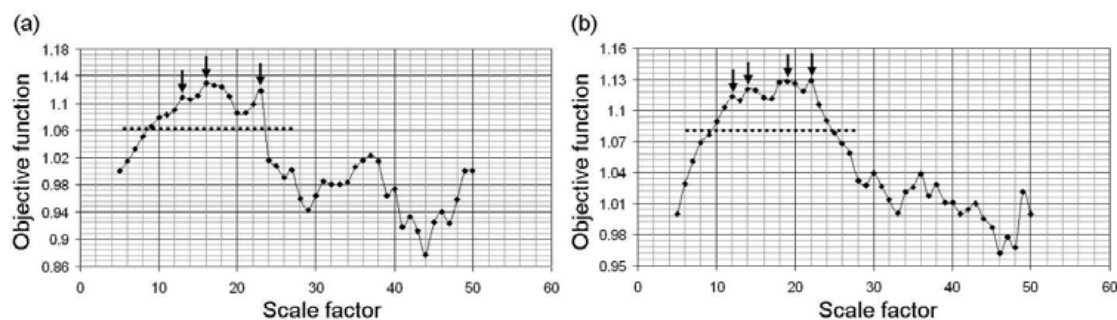 (a)
Objective function
1.18
1.14
1.1
1.06
1.02
0.98
0.94
0.9
0.86
0 10 20 30 40 50 60
Scale factor
(b)
Objective function
1.16
1.13
1.10
1.07
1.04
1.01
0.98
0.95
0 10 20 30 40 50 60
Scale factor